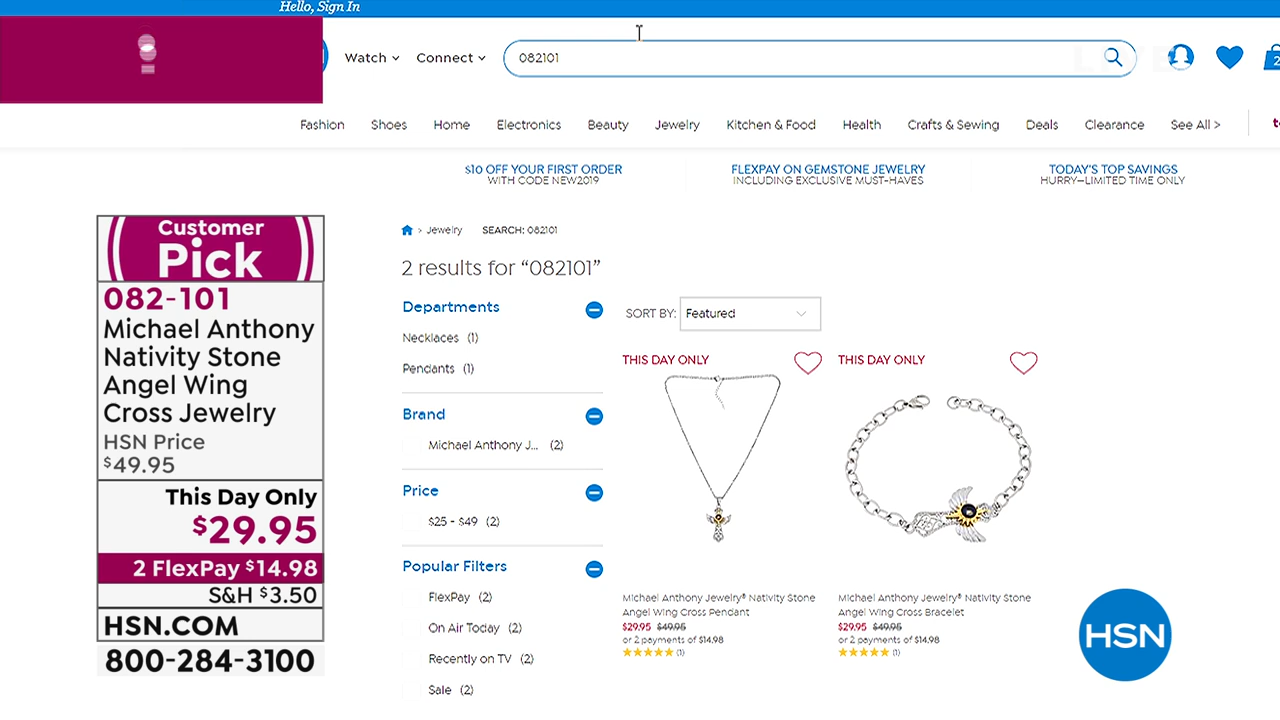 Hello, Sign In
Watch
Connect
082101
2
Fashion
Shoes
Home
Electronics
Beauty
Jewelry
Kitchen & Food
Health
Crafts & Sewing
Deals
Clearance
See All >
$10 OFF YOUR FIRST ORDER
WITH CODE NEW2019
FLEXPAY ON GEMSTONE JEWELRY
INCLUDING EXCLUSIVE MUST-HAVES
TODAY'S TOP SAVINGS
HURRY—LIMITED TIME ONLY
Customer
Pick
082-101
Michael Anthony
Nativity Stone
Angel Wing
Cross Jewelry
HSN Price
$49.95
This Day Only
$29.95
2 FlexPay $14.98
S&H $3.50
HSN.COM
800-284-3100
> Jewelry SEARCH: 082101
2 results for “082101”
Departments
Necklaces (1)
Pendants (1)
Brand
Michael Anthony J... (2)
Price
$25 - $49 (2)
Popular Filters
FlexPay (2)
On Air Today (2)
Recently on TV (2)
Sale (2)
SORT BY: Featured
THIS DAY ONLY
Michael Anthony Jewelry® Nativity Stone
Angel Wing Cross Pendant
$29.95 $49.95
or 2 payments of $14.98
(1)
THIS DAY ONLY
Michael Anthony Jewelry® Nativity Stone
Angel Wing Cross Bracelet
$29.95 $49.95
or 2 payments of $14.98
(1)
HSN